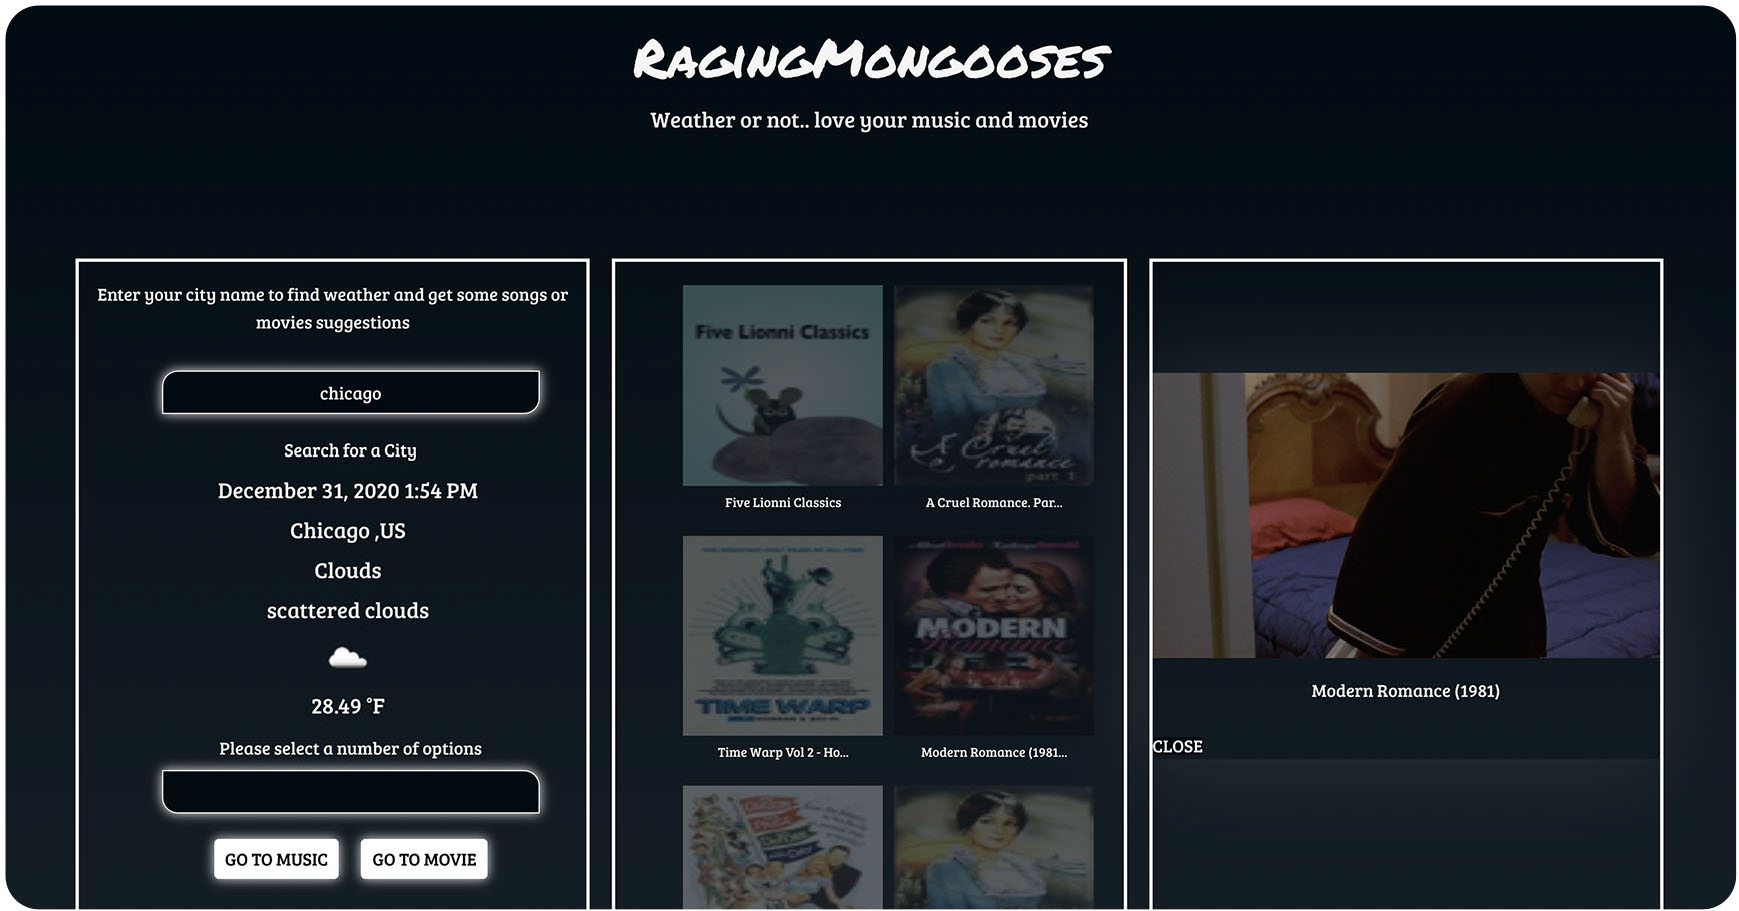 RagingMongooses
Weather or not.. love your music and movies
Enter your city name to find weather and get some songs or
movies suggestions
chicago
Search for a City
December 31, 2020 1:54 PM
Chicago ,US
Clouds
scattered clouds
28.49 °F
Please select a number of options
GO TO MUSIC
GO TO MOVIE
Five Lionni Classics
Five Lionni Classics
A Cruel
romance
part 1
A Cruel Romance. Par...
TIME WARP
Time Warp Vol 2 - Ho...
MODERN
Romance
Modern Romance (1981...
Modern Romance (1981)
CLOSE